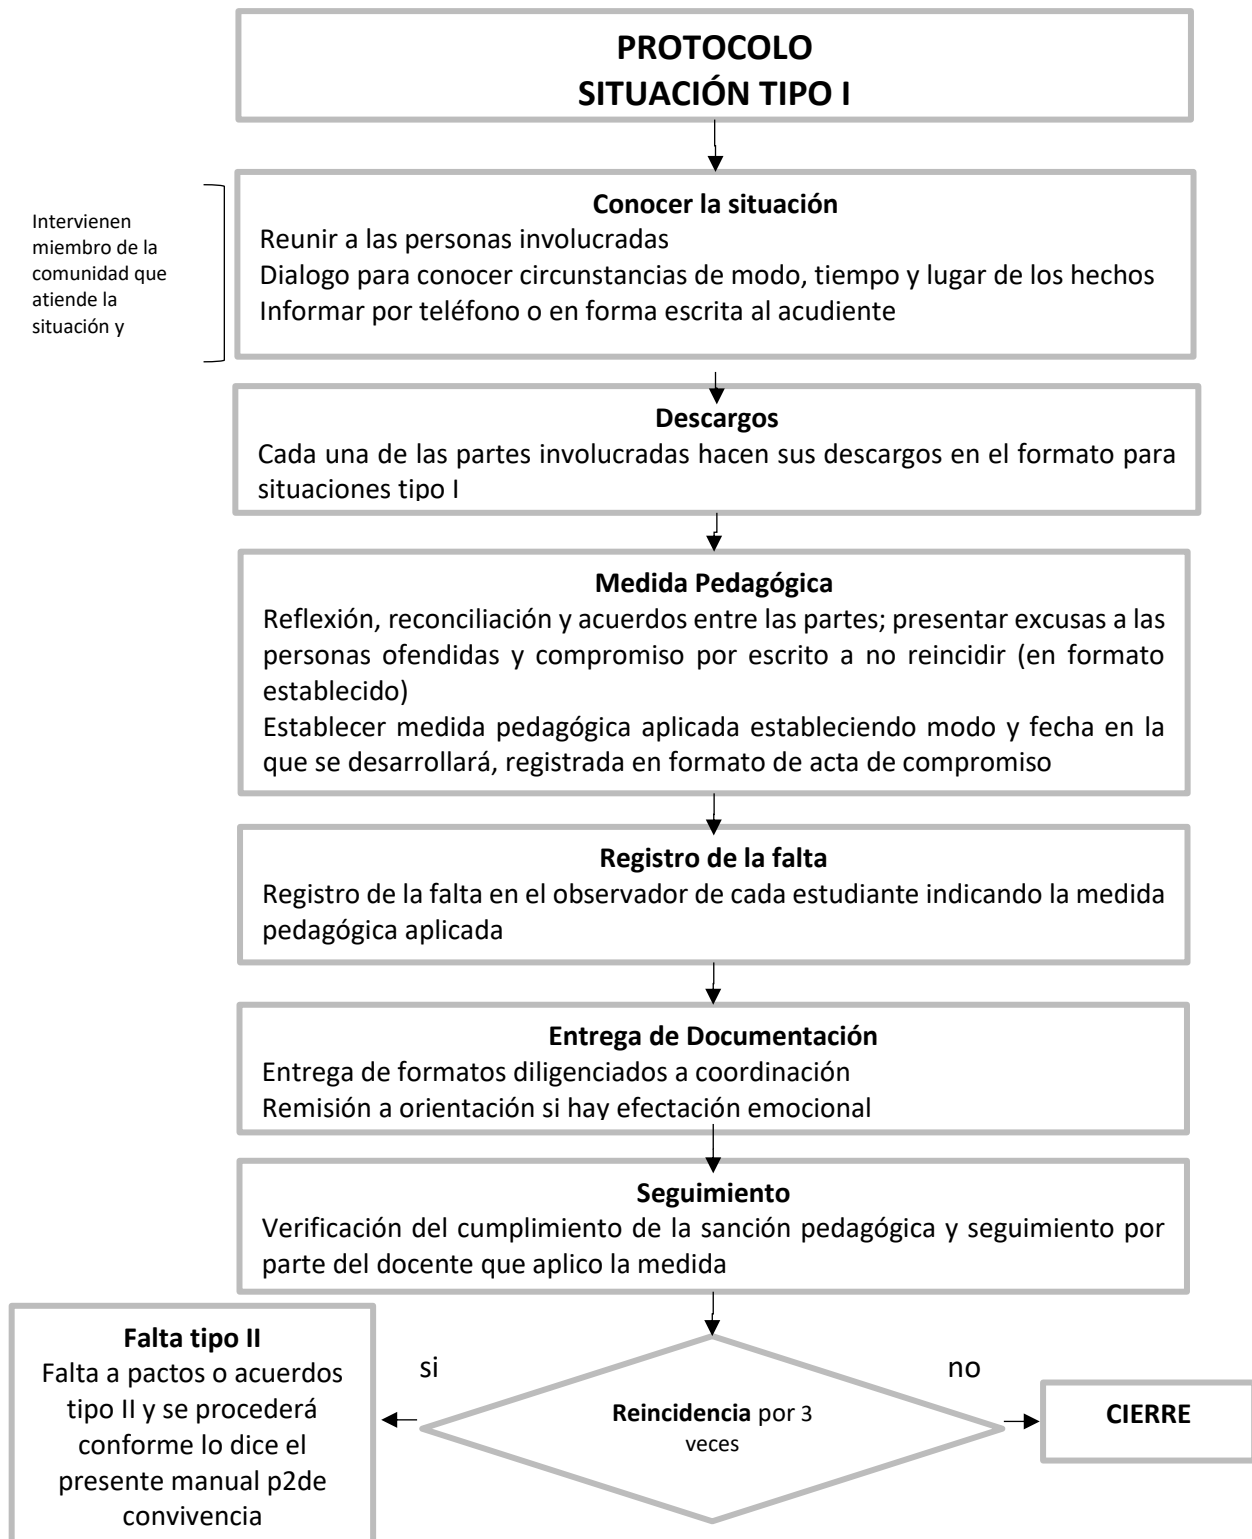 PROTOCOLO
SITUACIÓN TIPO I
Intervienen
miembro de la
comunidad que
atiende la
situación y
Conocer la situación
Reunir a las personas involucradas
Dialogo para conocer circunstancias de modo, tiempo y lugar de los hechos
Informar por teléfono o en forma escrita al acudiente
Descargos
Cada una de las partes involucradas hacen sus descargos en el formato para
situaciones tipo I
Medida Pedagógica
Reflexión, reconciliación y acuerdos entre las partes; presentar excusas a las
personas ofendidas y compromiso por escrito a no reincidir (en formato
establecido)
Establecer medida pedagógica aplicada estableciendo modo y fecha en la
que se desarrollará, registrada en formato de acta de compromiso
Registro de la falta
Registro de la falta en el observador de cada estudiante indicando la medida
pedagógica aplicada
Entrega de Documentación
Entrega de formatos diligenciados a coordinación
Remisión a orientación si hay efectación emocional
Seguimiento
Verificación del cumplimiento de la sanción pedagógica y seguimiento por
parte del docente que aplico la medida
Falta tipo II
Falta a pactos o acuerdos
tipo II y se procederá
conforme lo dice el
presente manual p2de
convivencia
si
Reincidencia por 3
veces
no
CIERRE